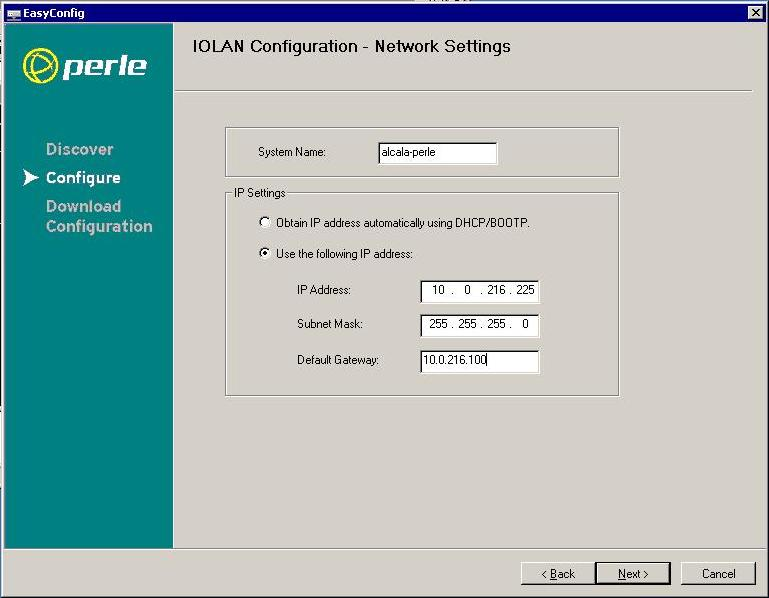 EasyConfig
perle
IOLAN Configuration - Network Settings
Discover
Configure
Download
Configuration
System Name: alcala-perle
IP Settings
Obtain IP address automatically using DHCP/BOOTP.
Use the following IP address:
IP Address: 10 . 0 . 216 . 225
Subnet Mask: 255 . 255 . 255 . 0
Default Gateway: 10.0.216.100
< Back Next > Cancel